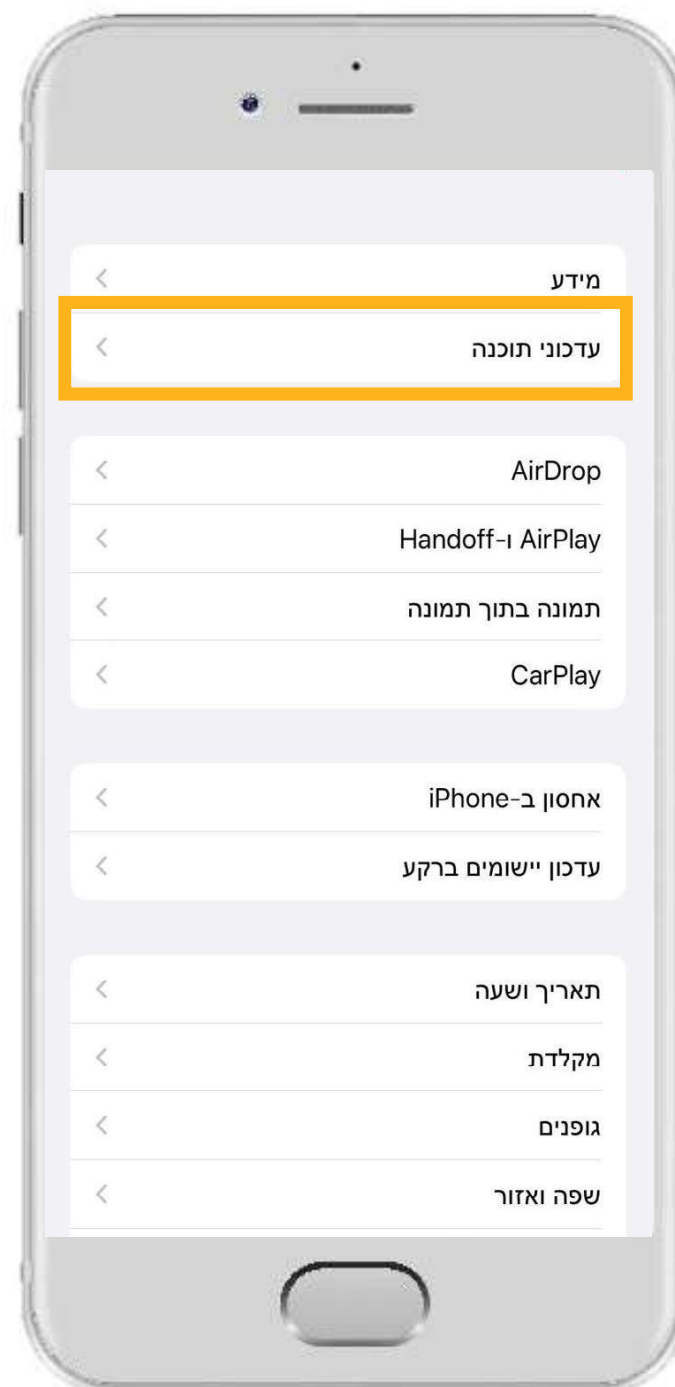 מידע
עדכוני תוכנה
AirDrop
AirPlay ו-Handoff
תמונה בתוך תמונה
CarPlay
אחסון ב-iPhone
עדכון יישומים ברקע
תאריך ושעה
מקלדת
גופנים
שפה ואזור